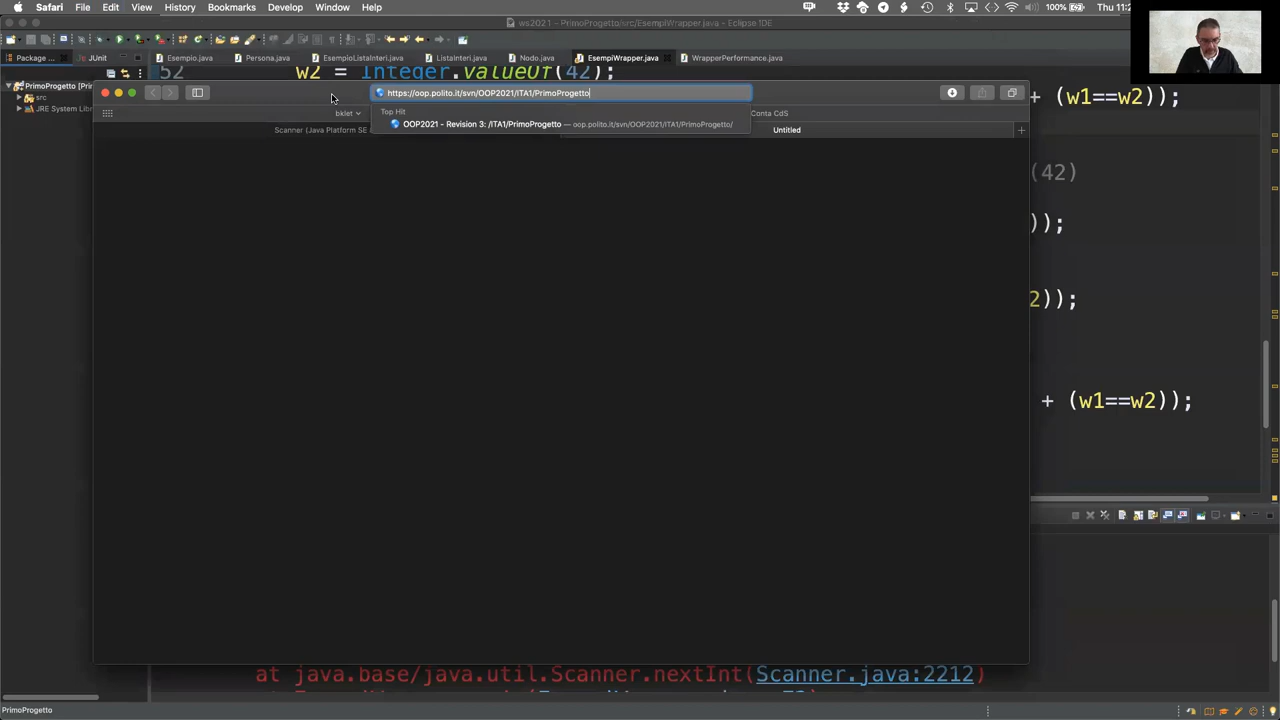 Safari File Edit View History Bookmarks Develop Window Help
100% Thu 11:2
ws2021 – PrimoProgetto/src/EsempiWrapper.java – Eclipse IDE
Package ... JUnit Esempio.java Persona.java EsempioListaInteri.java ListaInteri.java Nodo.java EsempiWrapper.java WrapperPerformance.java
52 w2 = Integer.valueOf(42);
PrimoProgetto [Prim
src
JRE System Libr
https://oop.polito.it/svn/OOP2021/ITA1/PrimoProgetto
+ (w1==w2));
Top Hit
bklet
Conta CdS
OOP2021 - Revision 3: /ITA1/PrimoProgetto — oop.polito.it/svn/OOP2021/ITA1/PrimoProgetto/
Scanner (Java Platform SE
Untitled
(42)
));
2));
+ (w1==w2));
at java.base/java.util.Scanner.nextInt(Scanner.java:2212)
PrimoProgetto